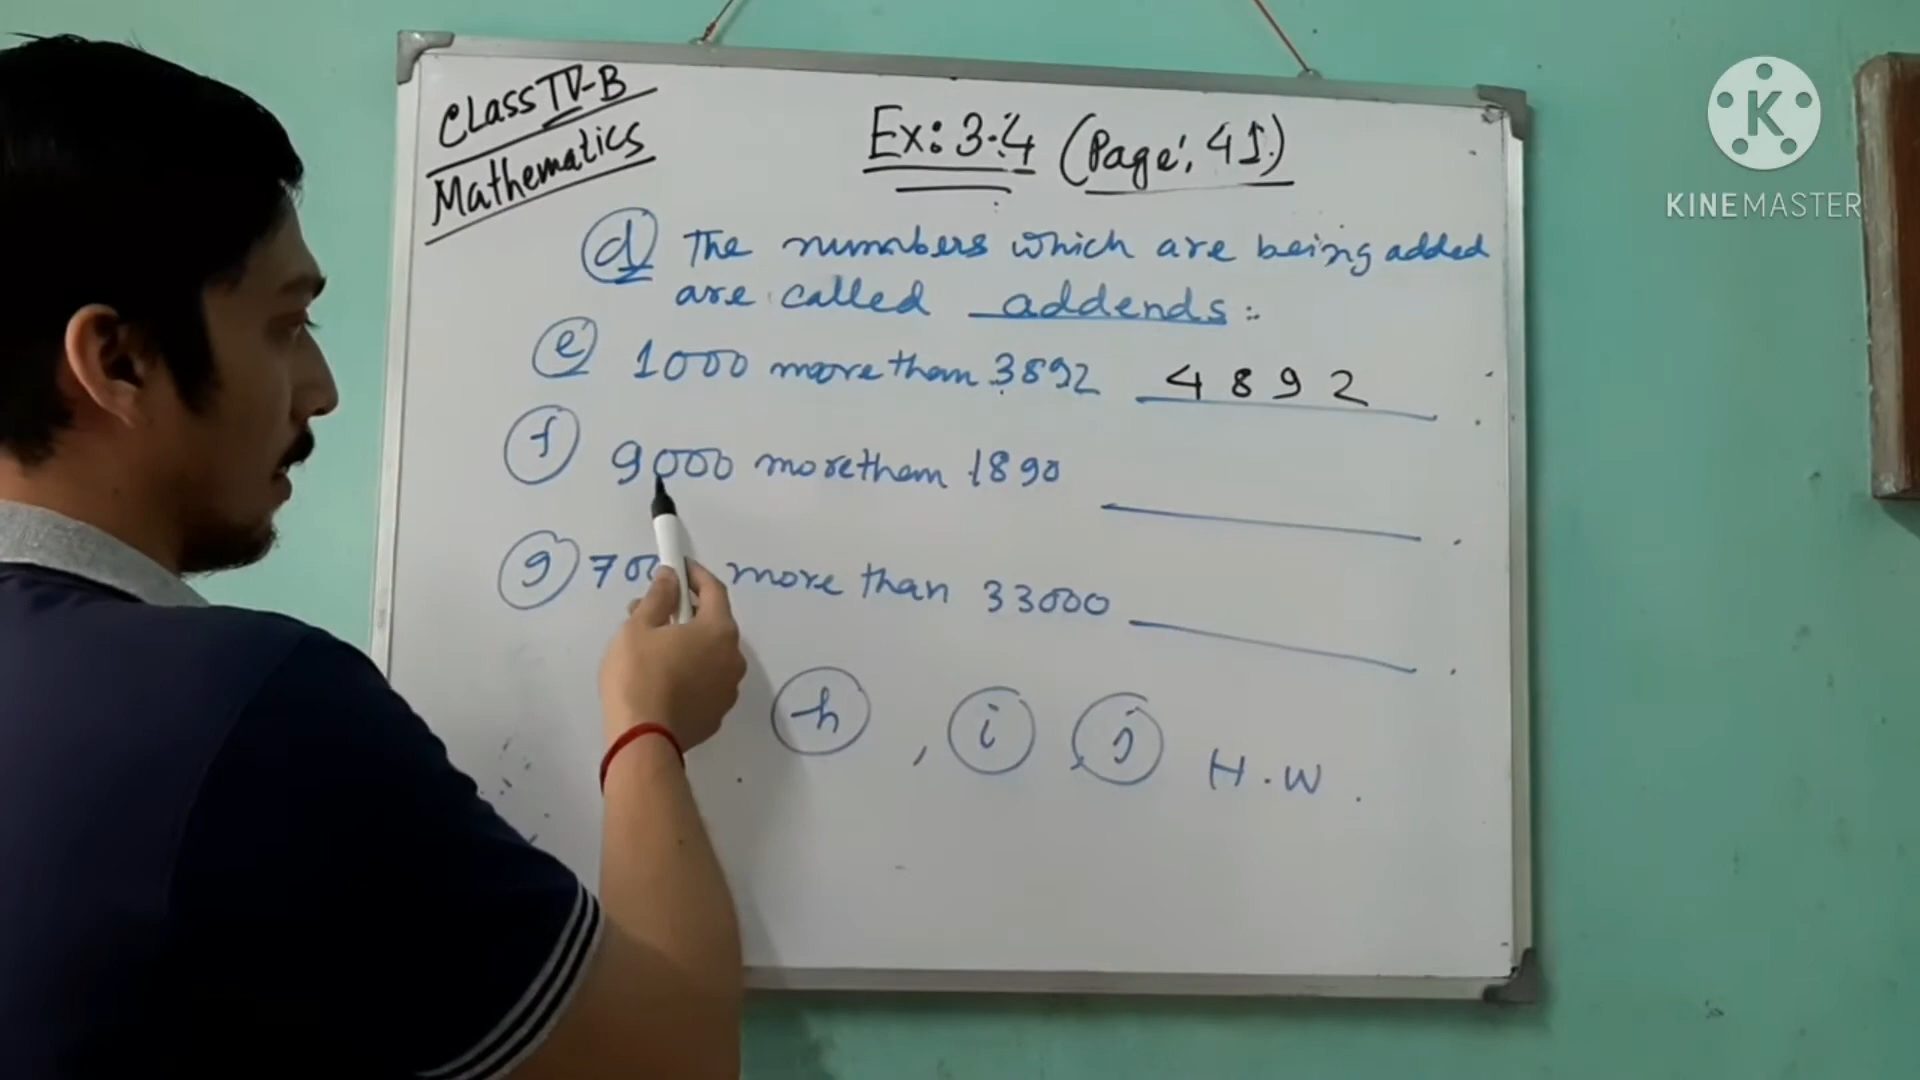 Class IV-B
Mathematics
Ex: 3.4 (Page: 41)
K
KINEMASTER
d The numbers which are being added
are called addends.
e 1000 more than 3892 4892
f 9000 more than 1890
g more than 33000
h, i, j H.W.